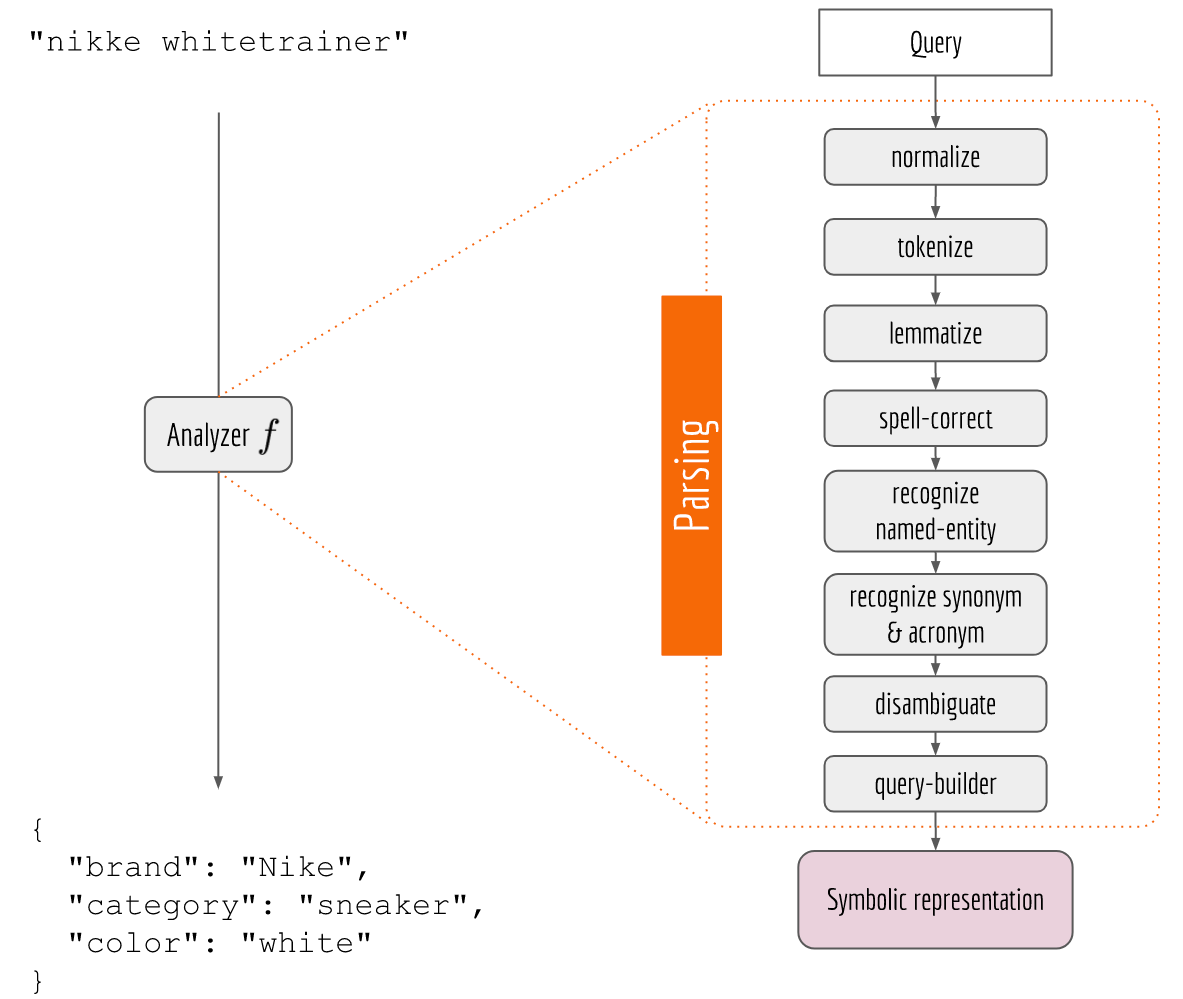 "nikke whitetrainer"
Analyzer f
{
"brand": "Nike",
"category": "sneaker",
"color": "white"
}
Parsing
Query
normalize
tokenize
lemmatize
spell-correct
recognize
named-entity
recognize synonym
& acronym
disambiguate
query-builder
Symbolic representation